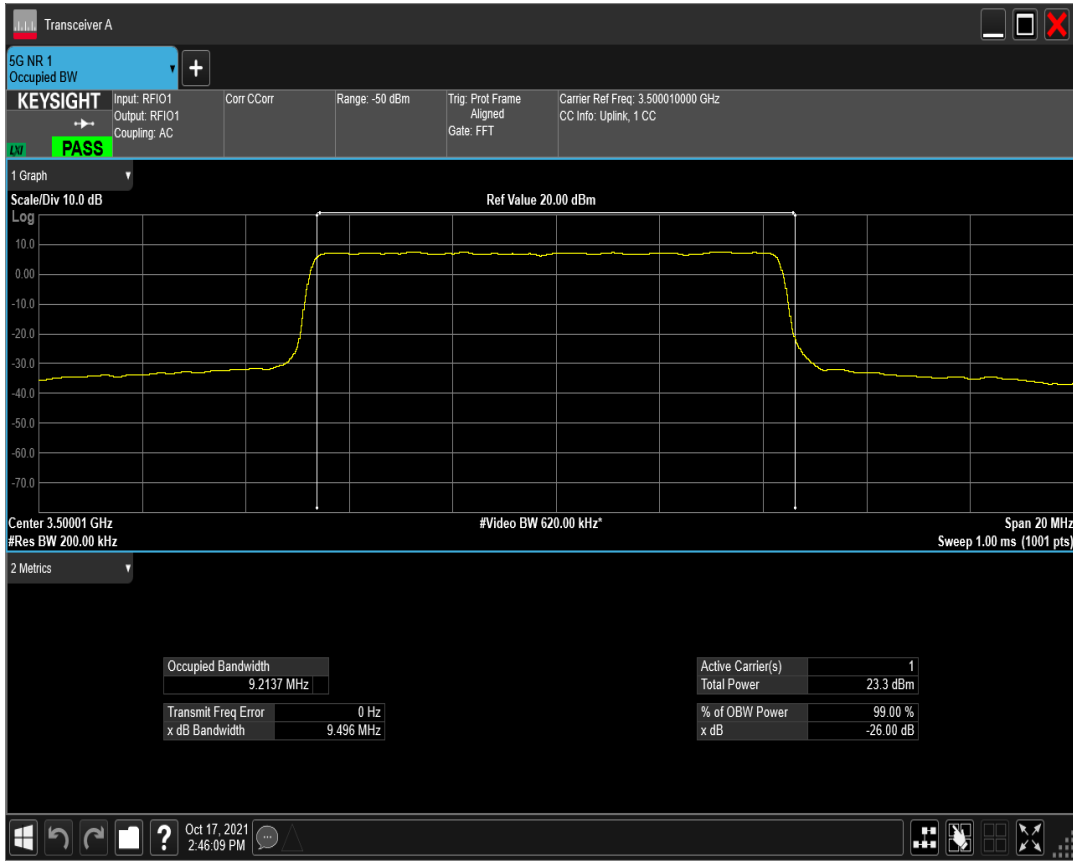 Transceiver A
5G NR 1
Occupied BW
KEYSIGHT
LXI
PASS
Input: RFIO1
Output: RFIO1
Coupling: AC
Corr CCorr
Range: -50 dBm
Trig: Prot Frame
Aligned
Gate: FFT
Carrier Ref Freq: 3.500010000 GHz
CC Info: Uplink, 1 CC
1 Graph
Scale/Div 10.0 dB
Ref Value 20.00 dBm
Log
10.0
0.00
-10.0
-20.0
-30.0
-40.0
-50.0
-60.0
-70.0
Center 3.50001 GHz
#Video BW 620.00 kHz*
Span 20 MHz
#Res BW 200.00 kHz
Sweep 1.00 ms (1001 pts)
2 Metrics
Occupied Bandwidth
9.2137 MHz
Transmit Freq Error 0 Hz
x dB Bandwidth 9.496 MHz
Active Carrier(s) 1
Total Power 23.3 dBm
% of OBW Power 99.00 %
x dB -26.00 dB
Oct 17, 2021
2:46:09 PM